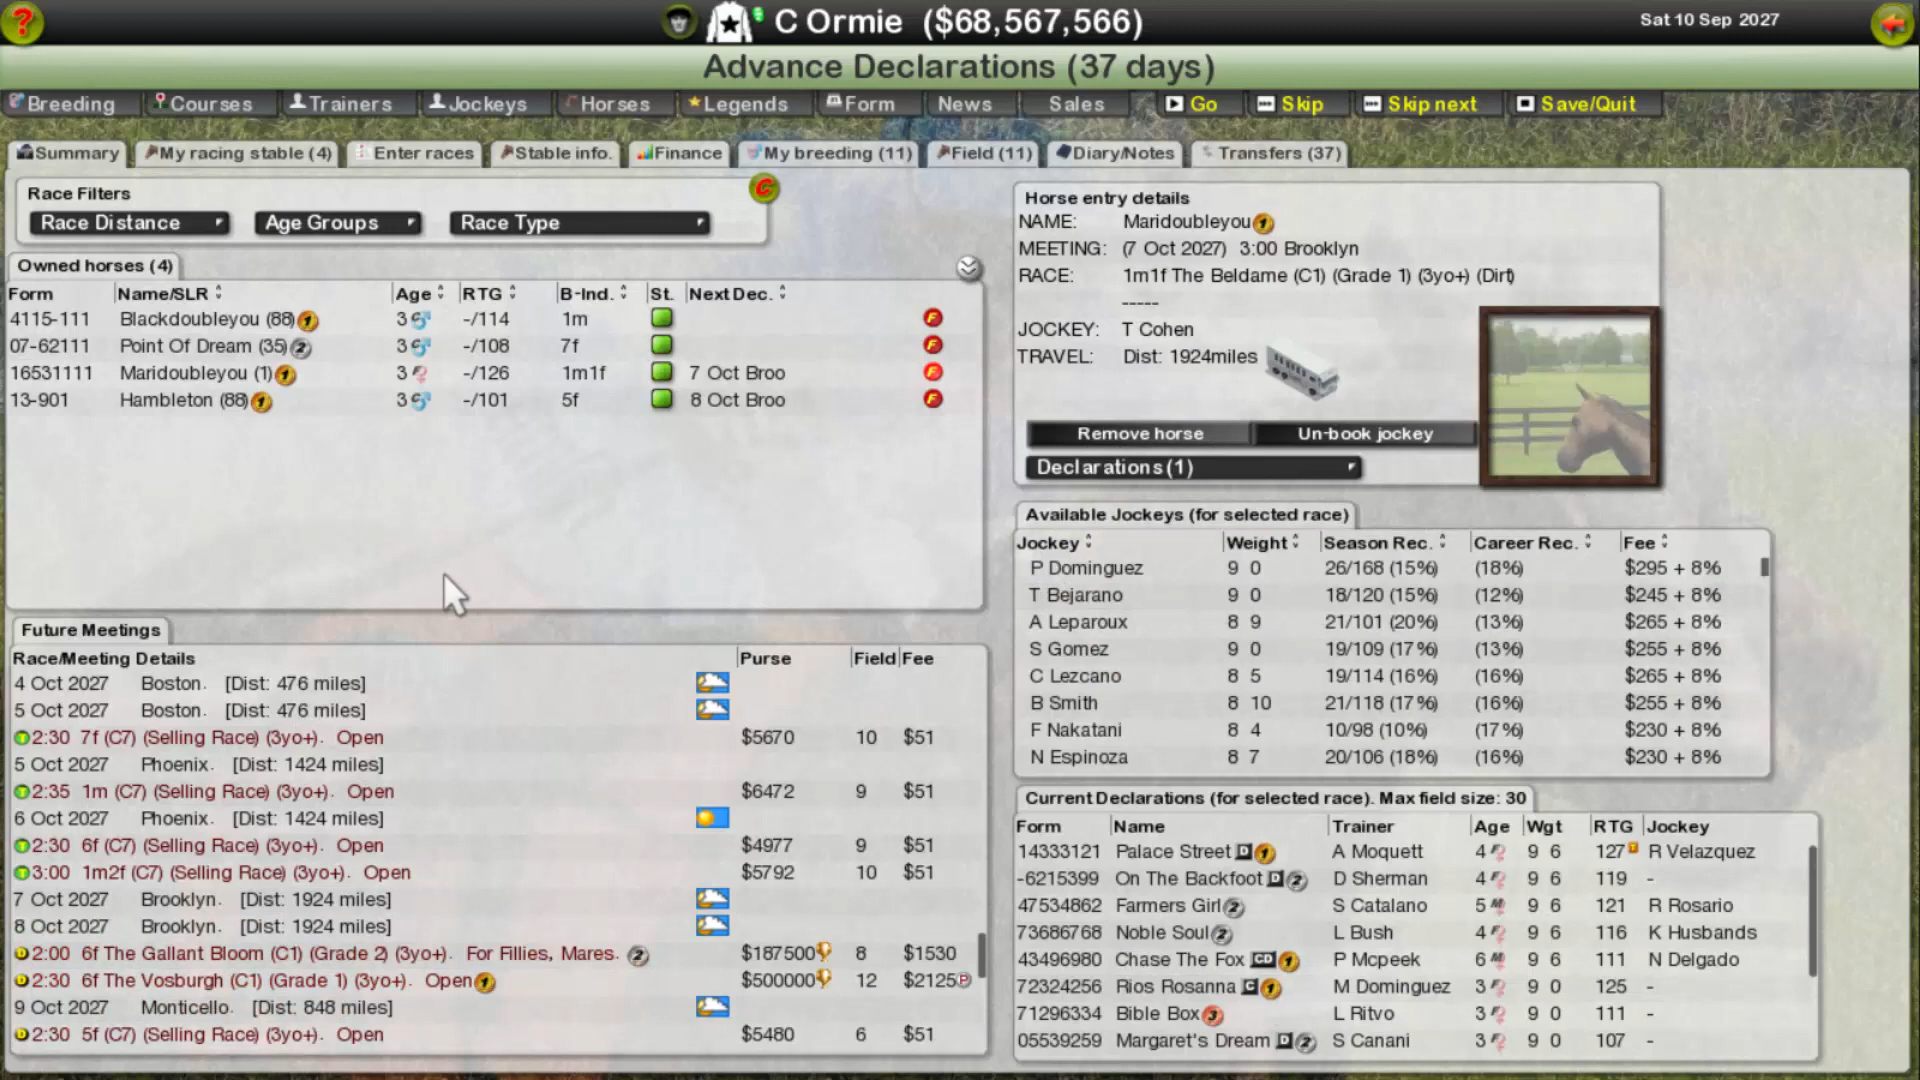 ? C Ormie ($68,567,566) Sat 10 Sep 2027
Advance Declarations (37 days)
Breeding Courses Trainers Jockeys Horses Legends Form News Sales Go Skip Skip next Save/Quit
Summary My racing stable (4) Enter races Stable info. Finance My breeding (11) Field (11) Diary/Notes Transfers (37)
Race Filters
C
Race Distance Age Groups Race Type
Owned horses (4)
Form Name/SLR Age RTG B-Ind. St. Next Dec.
4115-111 Blackdoubleyou (88) 1 3 -/114 1m F
07-62111 Point Of Dream (35) 2 3 -/108 7f F
16531111 Maridoubleyou (1) 1 3 -/126 1m1f 7 Oct Broo F
13-901 Hambleton (88) 1 3 -/101 5f 8 Oct Broo F
Future Meetings
Race/Meeting Details Purse Field Fee
4 Oct 2027 Boston. [Dist: 476 miles]
5 Oct 2027 Boston. [Dist: 476 miles]
T 2:30 7f (C7) (Selling Race) (3yo+). Open $5670 10 $51
5 Oct 2027 Phoenix. [Dist: 1424 miles]
T 2:35 1m (C7) (Selling Race) (3yo+). Open $6472 9 $51
6 Oct 2027 Phoenix. [Dist: 1424 miles]
T 2:30 6f (C7) (Selling Race) (3yo+). Open $4977 9 $51
T 3:00 1m2f (C7) (Selling Race) (3yo+). Open $5792 10 $51
7 Oct 2027 Brooklyn. [Dist: 1924 miles]
8 Oct 2027 Brooklyn. [Dist: 1924 miles]
D 2:00 6f The Gallant Bloom (C1) (Grade 2) (3yo+). For Fillies, Mares. 2 $187500 8 $1530
D 2:30 6f The Vosburgh (C1) (Grade 1) (3yo+). Open 1 $500000 12 $2125 P
9 Oct 2027 Monticello. [Dist: 848 miles]
D 2:30 5f (C7) (Selling Race) (3yo+). Open $5480 6 $51
Horse entry details
NAME: Maridoubleyou 1
MEETING: (7 Oct 2027) 3:00 Brooklyn
RACE: 1m1f The Beldame (C1) (Grade 1) (3yo+) (Dirt)
-----
JOCKEY: T Cohen
TRAVEL: Dist: 1924miles
Remove horse Un-book jockey
Declarations(1)
Available Jockeys (for selected race)
Jockey Weight Season Rec. Career Rec. Fee
P Dominguez 9 0 26/168 (15%) (18%) $295 + 8%
T Bejarano 9 0 18/120 (15%) (12%) $245 + 8%
A Leparoux 8 9 21/101 (20%) (13%) $265 + 8%
S Gomez 9 0 19/109 (17%) (13%) $255 + 8%
C Lezcano 8 5 19/114 (16%) (16%) $265 + 8%
B Smith 8 10 21/118 (17%) (16%) $255 + 8%
F Nakatani 8 4 10/98 (10%) (17%) $230 + 8%
N Espinoza 8 7 20/106 (18%) (16%) $230 + 8%
Current Declarations (for selected race). Max field size: 30
Form Name Trainer Age Wgt RTG Jockey
14333121 Palace Street D 1 A Moquett 4 9 6 127 R Velazquez
-6215399 On The Backfoot D 2 D Sherman 4 9 6 119 -
47534862 Farmers Girl 2 S Catalano 5 9 6 121 R Rosario
73686768 Noble Soul 2 L Bush 4 9 6 116 K Husbands
43496980 Chase The Fox CD 1 P Mcpeek 6 9 6 111 N Delgado
72324256 Rios Rosanna C 1 M Dominguez 3 9 0 125 -
71296334 Bible Box 3 L Ritvo 3 9 0 111 -
05539259 Margaret's Dream D 2 S Canani 3 9 0 107 -